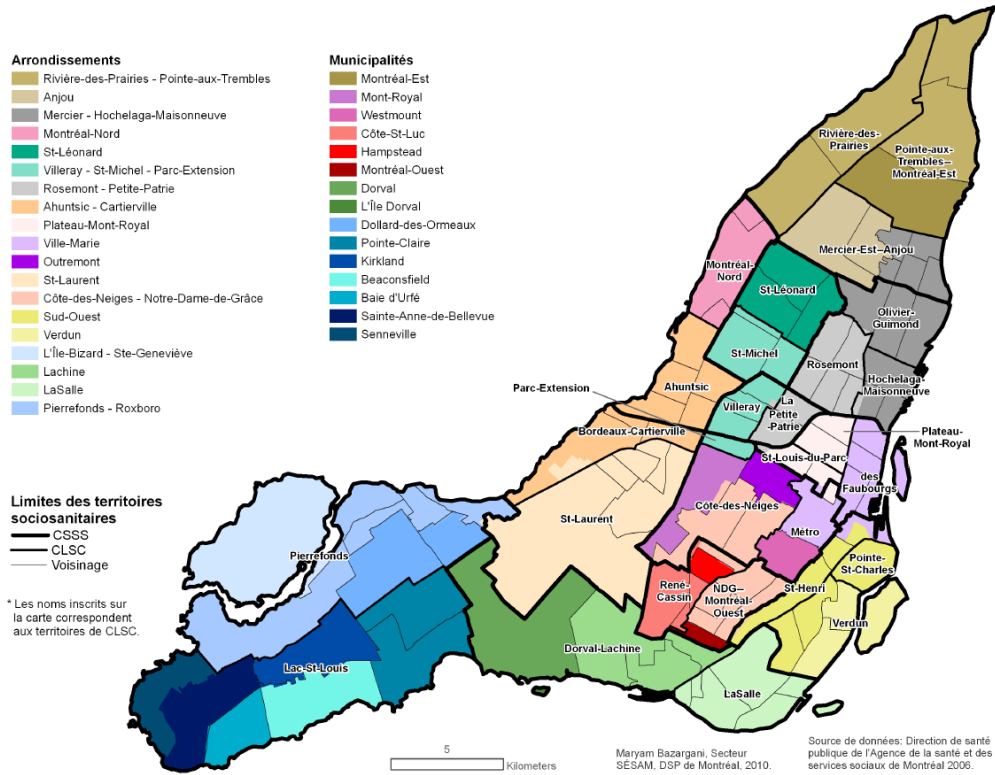 Arrondissements
Rivière-des-Prairies - Pointe-aux-Trembles
Anjou
Mercier - Hochelaga-Maisonneuve
Montréal-Nord
St-Léonard
Villeray - St-Michel - Parc-Extension
Rosemont - Petite-Patrie
Ahuntsic - Cartierville
Plateau-Mont-Royal
Ville-Marie
Outremont
St-Laurent
Côte-des-Neiges - Notre-Dame-de-Grâce
Sud-Ouest
Verdun
L'Île-Bizard - Ste-Geneviève
Lachine
LaSalle
Pierrefonds - Roxboro
Municipalités
Montréal-Est
Mont-Royal
Westmount
Côte-St-Luc
Hampstead
Montréal-Ouest
Dorval
L'Île Dorval
Dollard-des-Ormeaux
Pointe-Claire
Kirkland
Beaconsfield
Baie d'Urfé
Sainte-Anne-de-Bellevue
Senneville
Limites des territoires
sociosanitaires
CSSS
CLSC
Voisinage
* Les noms inscrits sur
la carte correspondent
aux territoires de CLSC.
Rivière-des-
Prairies
Pointe-aux-
Trembles–
Montréal-Est
Mercier-Est–Anjou
Montréal-
Nord
St-Léonard
Olivier-
Guimond
St-Michel
Rosemont
Hochelaga-
Maisonneuve
Ahuntsic
Parc-Extension
Villeray
La
Petite-
Patrie
Plateau-
Mont-Royal
Bordeaux-Cartierville
St-Louis-du-Parc
des
Faubourgs
St-Laurent
Côte-des-Neiges
Métro
Pierrefonds
Pointe-
St-Charles
René-
Cassin
NDG–
Montréal-
Ouest
St-Henri
Verdun
Dorval-Lachine
Lac-St-Louis
LaSalle
5
Kilometers
Maryam Bazargani, Secteur
SÉSAM, DSP de Montréal, 2010.
Source de données: Direction de santé
publique de l'Agence de la santé et des
services sociaux de Montréal 2006.